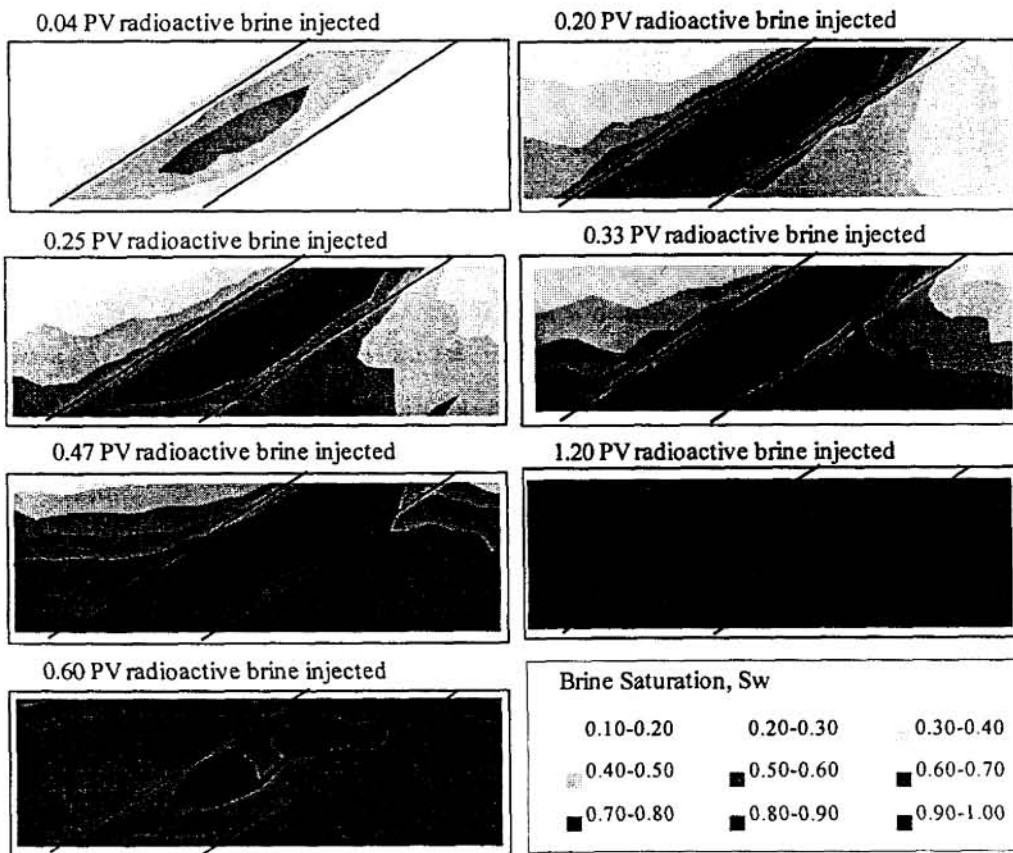 0.04 PV radioactive brine injected
0.20 PV radioactive brine injected
0.25 PV radioactive brine injected
0.33 PV radioactive brine injected
0.47 PV radioactive brine injected
1.20 PV radioactive brine injected
0.60 PV radioactive brine injected
Brine Saturation, Sw
0.10-0.20 0.20-0.30 0.30-0.40
0.40-0.50 0.50-0.60 0.60-0.70
0.70-0.80 0.80-0.90 0.90-1.00